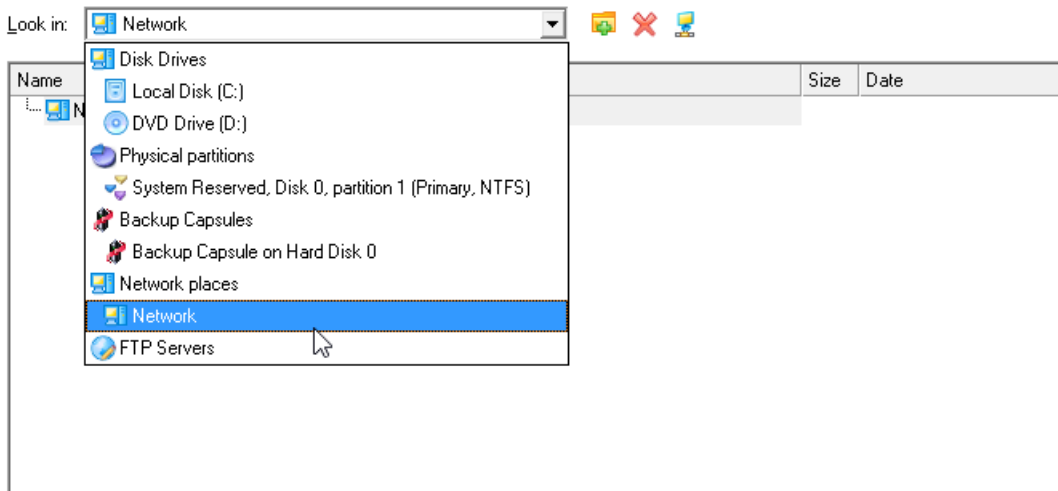 Look in: Network
Name Size Date
N
Disk Drives
Local Disk (C:)
DVD Drive (D:)
Physical partitions
System Reserved, Disk 0, partition 1 (Primary, NTFS)
Backup Capsules
Backup Capsule on Hard Disk 0
Network places
Network
FTP Servers